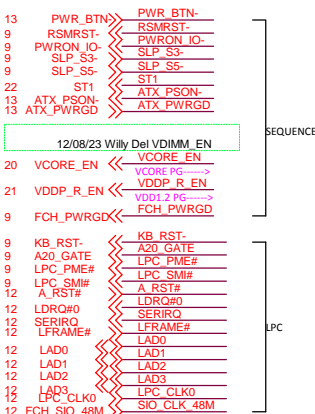 13 PWR_BTN- PWR_BTN-
9 RSMRST- RSMRST-
9 PWRON_IO- PWRON_IO-
9 SLP_S3- SLP_S3-
9 SLP_S5- SLP_S5-
22 ST1 ST1
13 ATX_PSON- ATX_PSON-
13 ATX_PWRGD ATX_PWRGD
SEQUENCE
12/08/23 Willy Del VDIMM_EN
20 VCORE_EN VCORE_EN
VCORE PG------>
21 VDDP_R_EN VDDP_R_EN
VDD1.2 PG------>
9 FCH_PWRGD FCH_PWRGD
9 KB_RST- KB_RST-
9 A20_GATE A20_GATE
9 LPC_PME# LPC_PME#
9 LPC_SMI# LPC_SMI#
12 A_RST# A_RST#
12 LDRQ#0 LDRQ#0
12 SERIRQ SERIRQ
12 LFRAME# LFRAME#
LPC
12 LAD0 LAD0
12 LAD1 LAD1
12 LAD2 LAD2
12 LAD3 LAD3
12 LPC_CLK0 LPC_CLK0
12 FCH_SIO_48M SIO_CLK_48M